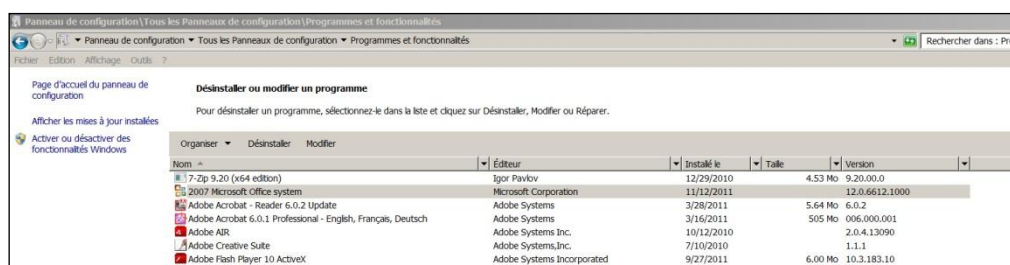 Panneau de configuration\Tous les Panneaux de configuration\Programmes et fonctionnalités
Panneau de configuration Tous les Panneaux de configuration Programmes et fonctionnalités
Rechercher dans : Pr
Fichier Edition Affichage Outils ?
Page d'accueil du panneau de configuration
Afficher les mises à jour installées
Activer ou désactiver des fonctionnalités Windows
Désinstaller ou modifier un programme
Pour désinstaller un programme, sélectionnez-le dans la liste et cliquez sur Désinstaller, Modifier ou Réparer.
Organiser Désinstaller Modifier
Nom Éditeur Installé le Taille Version
7-Zip 9.20 (x64 edition) Igor Pavlov 12/29/2010 4.53 Mo 9.20.00.0
2007 Microsoft Office system Microsoft Corporation 11/12/2011 12.0.6612.1000
Adobe Acrobat - Reader 6.0.2 Update Adobe Systems 3/28/2011 5.64 Mo 6.0.2
Adobe Acrobat 6.0.1 Professional - English, Français, Deutsch Adobe Systems 3/16/2011 505 Mo 006.000.001
Adobe AIR Adobe Systems Inc. 10/12/2010 2.0.4.13090
Adobe Creative Suite Adobe Systems,Inc. 7/10/2010 1.1.1
Adobe Flash Player 10 ActiveX Adobe Systems Incorporated 9/27/2011 6.00 Mo 10.3.183.10